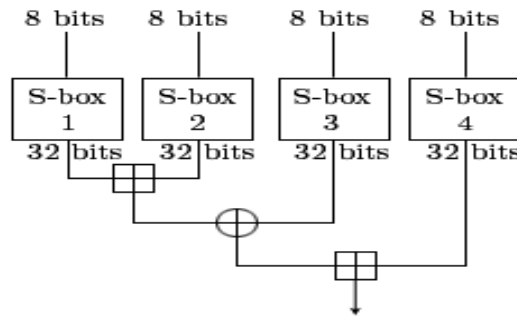 8 bits 8 bits 8 bits 8 bits
S-box S-box S-box S-box
1 2 3 4
32 bits 32 bits 32 bits 32 bits